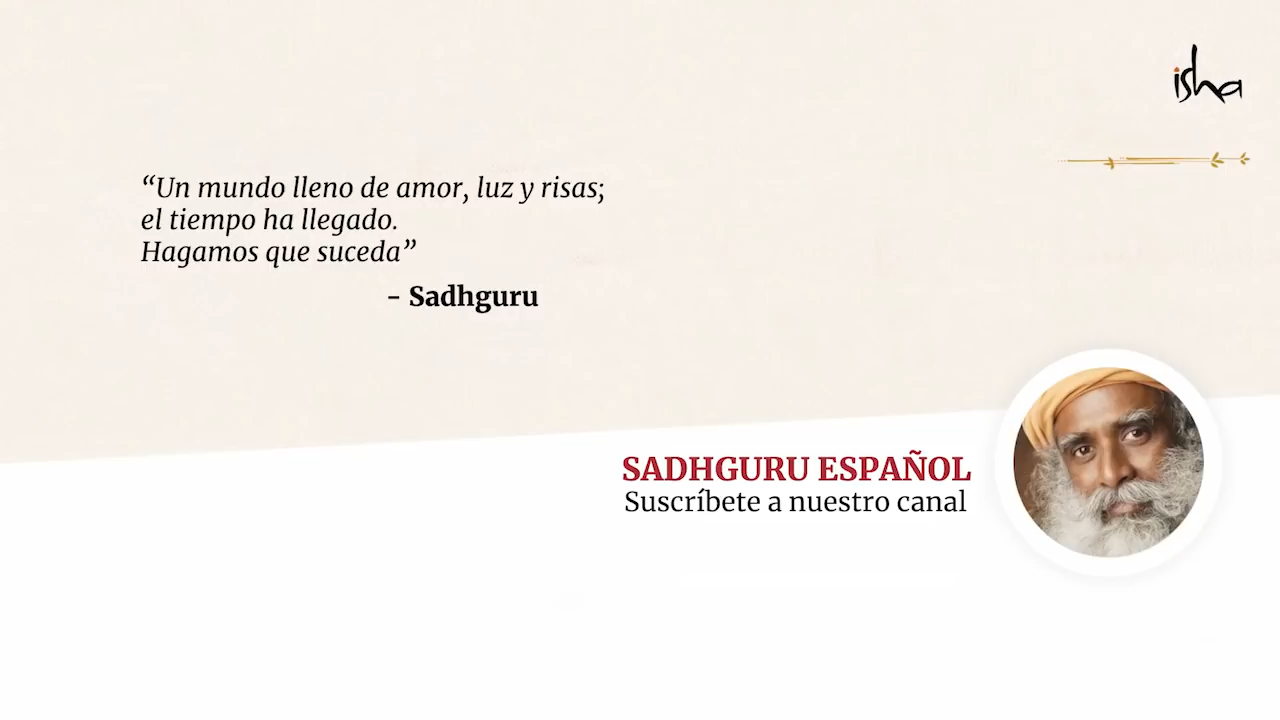 isha
“Un mundo lleno de amor, luz y risas;
el tiempo ha llegado.
Hagamos que suceda”
- Sadhguru
SADHGURU ESPAÑOL
Suscríbete a nuestro canal